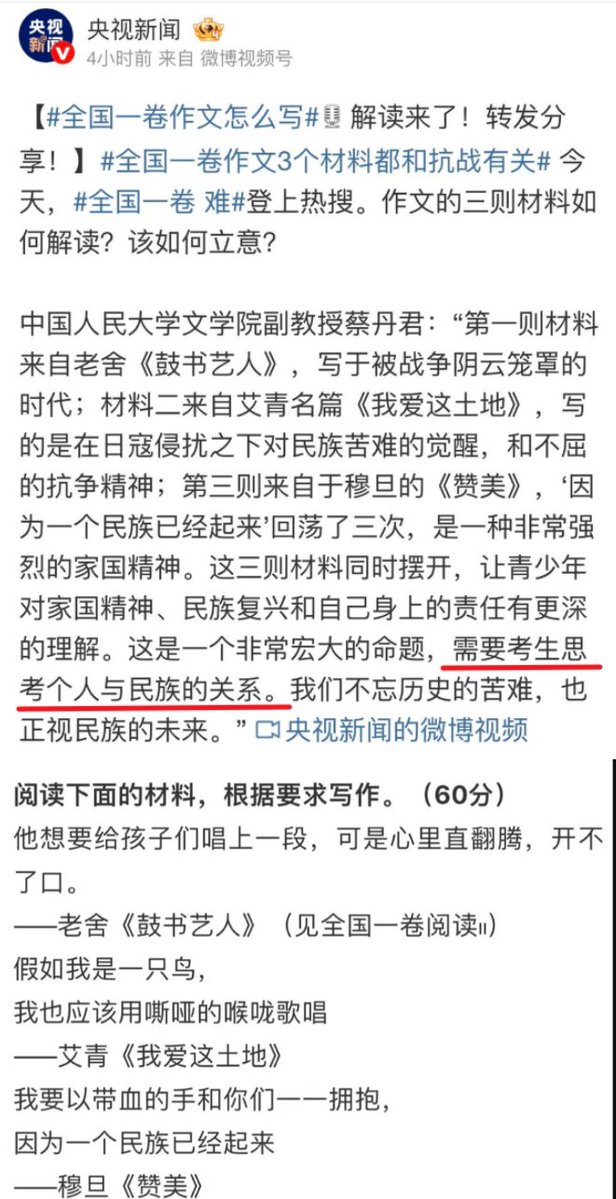 央视新闻
央视
新闻
4小时前 来自 微博视频号
【#全国一卷作文怎么写#🎙️ 解读来了！转发分
享！】#全国一卷作文3个材料都和抗战有关# 今
天，#全国一卷 难#登上热搜。作文的三则材料如
何解读？该如何立意？
中国人民大学文学院副教授蔡丹君：“第一则材料
来自老舍《鼓书艺人》，写于被战争阴云笼罩的
时代；材料二来自艾青名篇《我爱这土地》，写
的是在日寇侵扰之下对民族苦难的觉醒，和不屈
的抗争精神；第三则来自于穆旦的《赞美》，‘因
为一个民族已经起来’回荡了三次，是一种非常强
烈的家国精神。这三则材料同时摆开，让青少年
对家国精神、民族复兴和自己身上的责任有更深
的理解。这是一个非常宏大的命题，需要考生思
考个人与民族的关系。我们不忘历史的苦难，也
正视民族的未来。” 央视新闻的微博视频
阅读下面的材料，根据要求写作。（60分）
他想要给孩子们唱上一段，可是心里直翻腾，开不
了口。
——老舍《鼓书艺人》（见全国一卷阅读II）
假如我是一只鸟，
我也应该用嘶哑的喉咙歌唱
——艾青《我爱这土地》
我要以带血的手和你们一一拥抱，
因为一个民族已经起来
——穆旦《赞美》